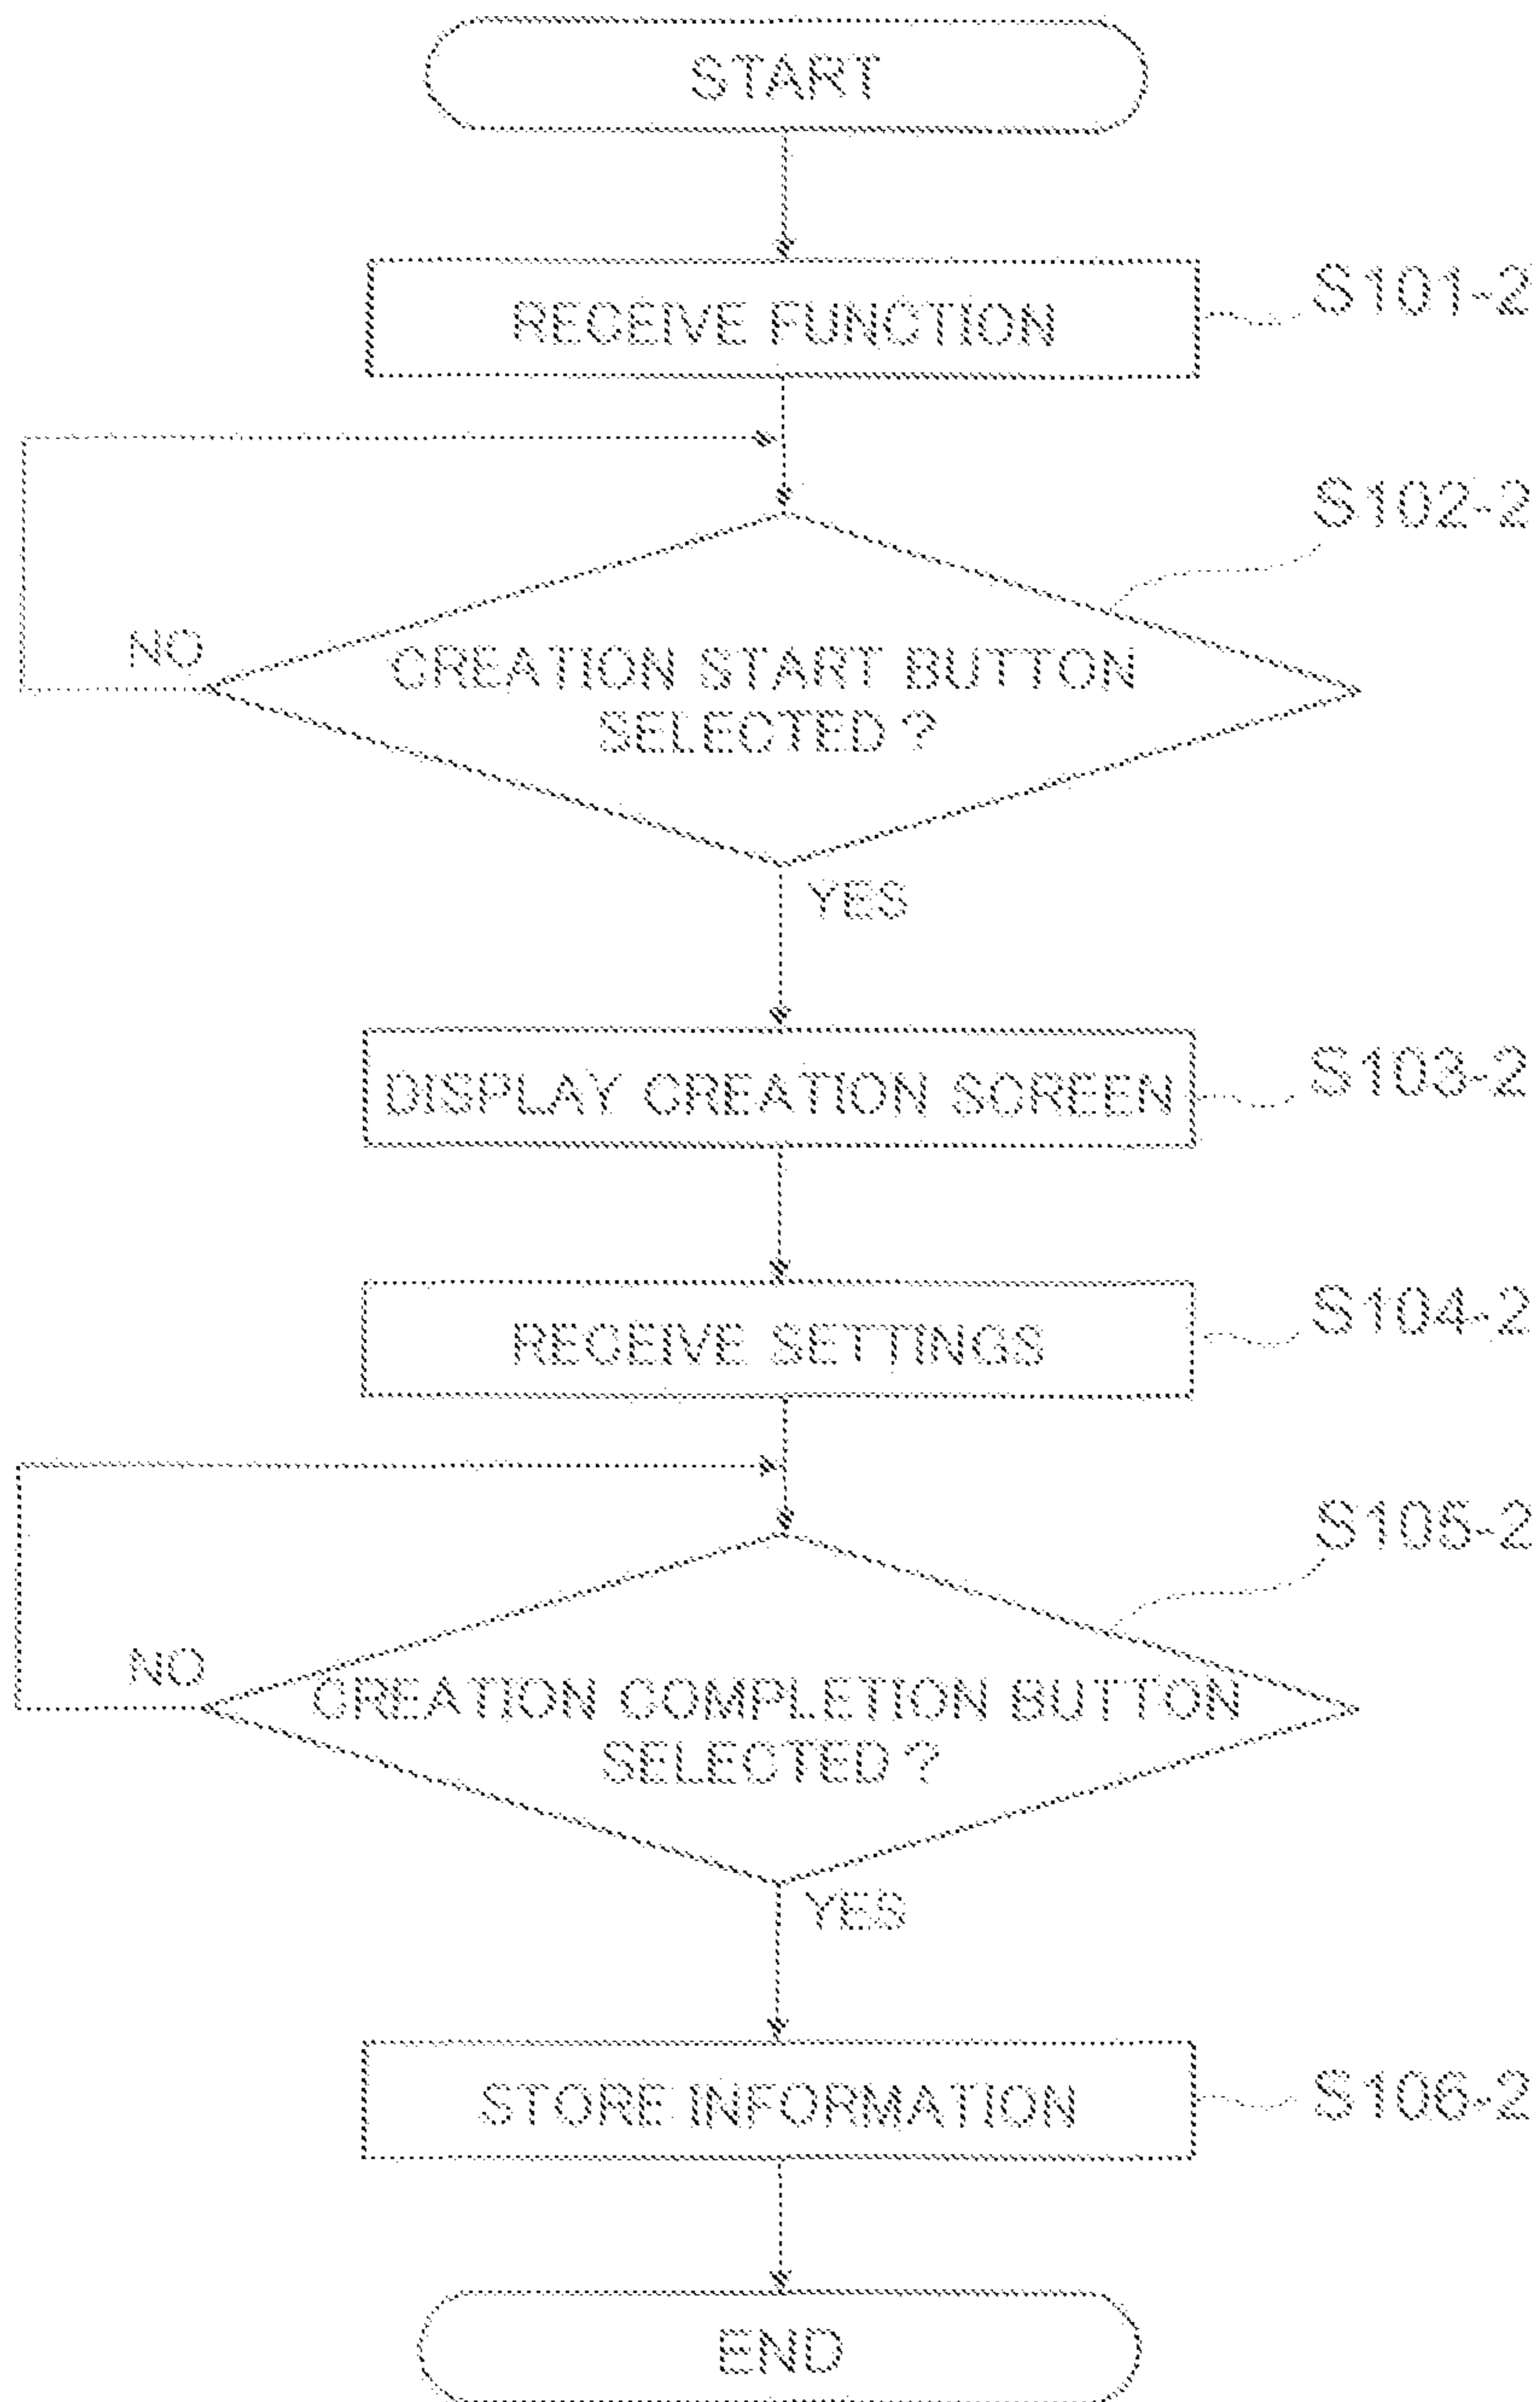 START
RECEIVE FUNCTION
S101-2
S102-2
NO
CREATION START BUTTON
SELECTED ?
YES
DISPLAY CREATION SCREEN
S103-2
RECEIVE SETTINGS
S104-2
S105-2
NO
CREATION COMPLETION BUTTON
SELECTED ?
YES
STORE INFORMATION
S106-2
END